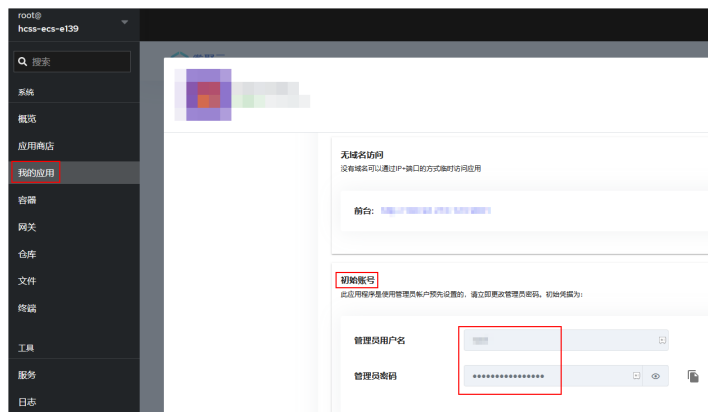 root@
hcss-ecs-e139
搜索
系统
概览
应用商店
我的应用
容器
网关
仓库
文件
终端
工具
服务
日志
无域名访问
没有域名可以通过IP+端口的方式临时访问应用
前台:
初始账号
此应用程序是使用管理员帐户预先设置的，请立即更改管理员密码。初始凭据为:
管理员用户名
管理员密码